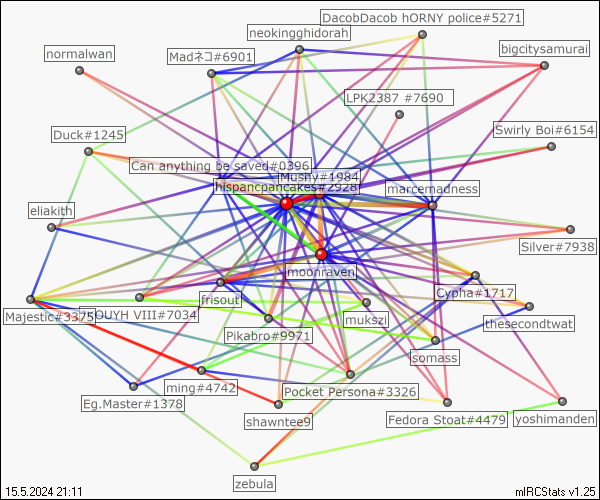 DacobDacob hORNY police#5271
neokingghidorah
normalwan
Madネコ#6901
bigcitysamurai
LPK2387 #7690
Duck#1245
Swirly Boi#6154
Can anything be saved#0396
Mushy#1984
hispancpancakes#2928
marcemadness
eliakith
Silver#7938
moonraven
Cypha#1717
frisout
Majestic#3375
OUYH VIII#7034
mukszi
thesecondtwat
Pikabro#9971
somass
ming#4742
Pocket Persona#3326
Eg.Master#1378
shawntee9
Fedora Stoat#4479
yoshimanden
zebula
15.5.2024 21:11
mIRCStats v1.25